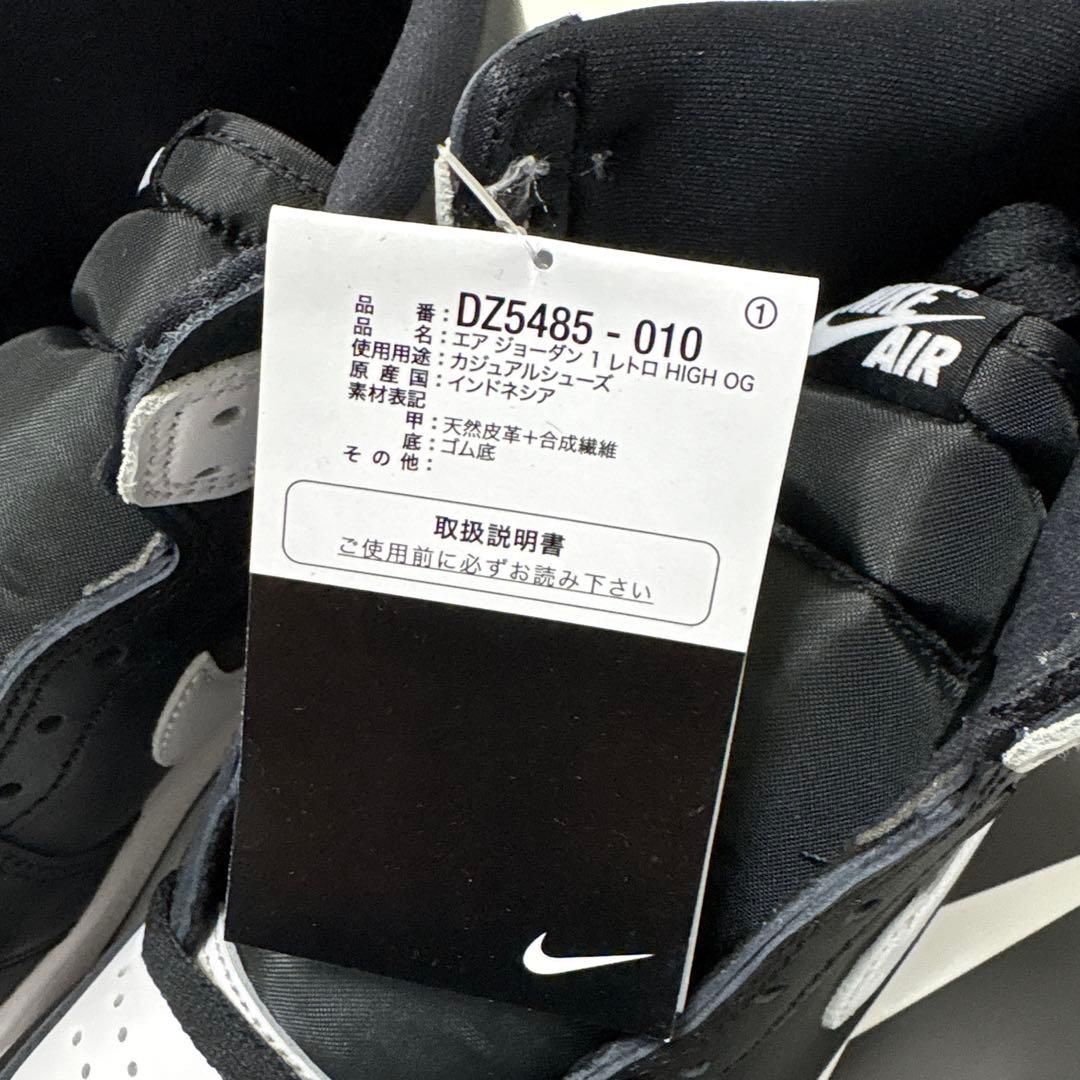 品番：DZ5485 - 010 ①
品名：エア ジョーダン 1 レトロ HIGH OG
使用用途：カジュアルシューズ
原産国：インドネシア
素材表記
甲：天然皮革＋合成繊維
底：ゴム底
その他：
取扱説明書
ご使用前に必ずお読み下さい
NIKE®
AIR